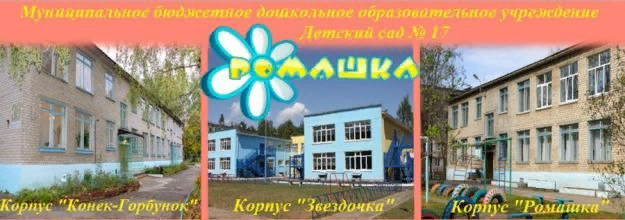 Муниципальное бюджетное дошкольное образовательное учреждение
Детский сад № 17
РОМАШКА
Корпус "Конек-Горбунок"
Корпус "Звездочка"
Корпус "Ромашка"